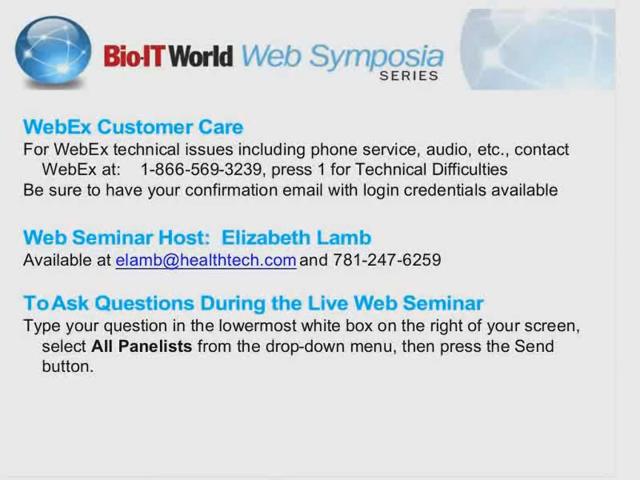 Bio-IT World Web Symposia
SERIES
WebEx Customer Care
For WebEx technical issues including phone service, audio, etc., contact
WebEx at: 1-866-569-3239, press 1 for Technical Difficulties
Be sure to have your confirmation email with login credentials available
Web Seminar Host: Elizabeth Lamb
Available at elamb@healthtech.com and 781-247-6259
To Ask Questions During the Live Web Seminar
Type your question in the lowermost white box on the right of your screen,
select All Panelists from the drop-down menu, then press the Send
button.